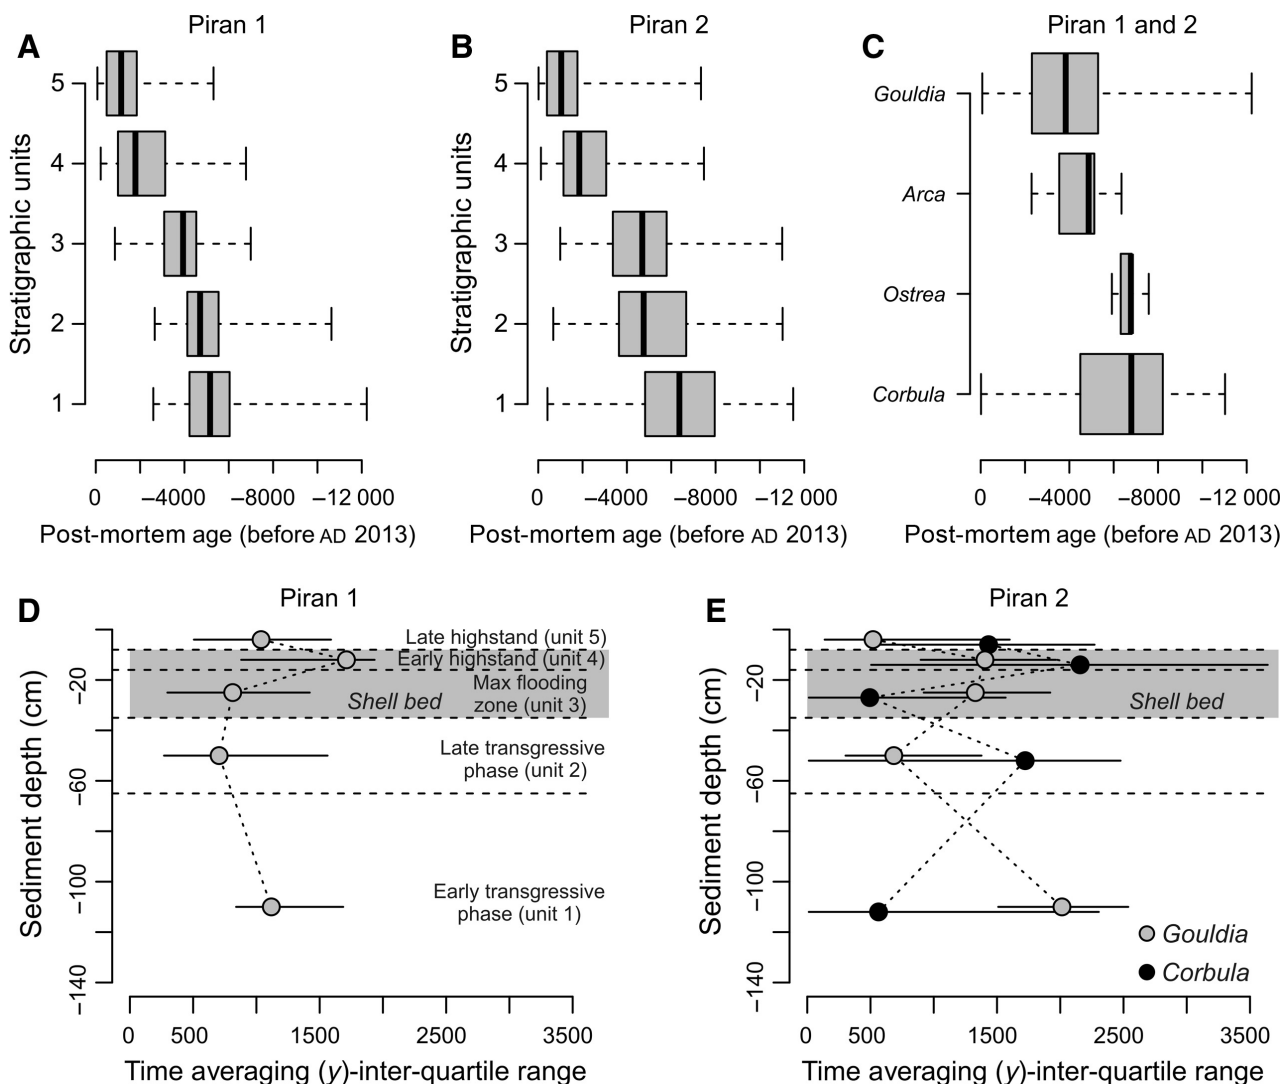 A
Piran 1
Stratigraphic units
5
4
3
2
1
0 −4000 −8000 −12 000
Post-mortem age (before AD 2013)
B
Piran 2
Stratigraphic units
5
4
3
2
1
0 −4000 −8000 −12 000
Post-mortem age (before AD 2013)
C
Piran 1 and 2
Gouldia
Arca
Ostrea
Corbula
0 −4000 −8000 −12 000
Post-mortem age (before AD 2013)
D
Piran 1
Sediment depth (cm)
−20
−60
−100
−140
Late highstand (unit 5)
Early highstand (unit 4)
Max flooding
zone (unit 3)
Shell bed
Late transgressive
phase (unit 2)
Early transgressive
phase (unit 1)
0 500 1500 2500 3500
Time averaging (y)-inter-quartile range
E
Piran 2
Sediment depth (cm)
−20
−60
−100
−140
Shell bed
Gouldia
Corbula
0 500 1500 2500 3500
Time averaging (y)-inter-quartile range